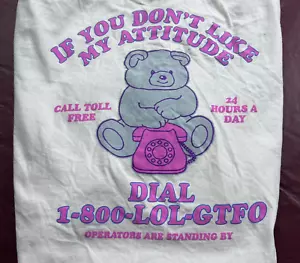 IF YOU DON'T LIKE
MY ATTITUDE
CALL TOLL
FREE
24
HOURS A
DAY
DIAL
1-800-LOL-GTFO
OPERATORS ARE STANDING BY